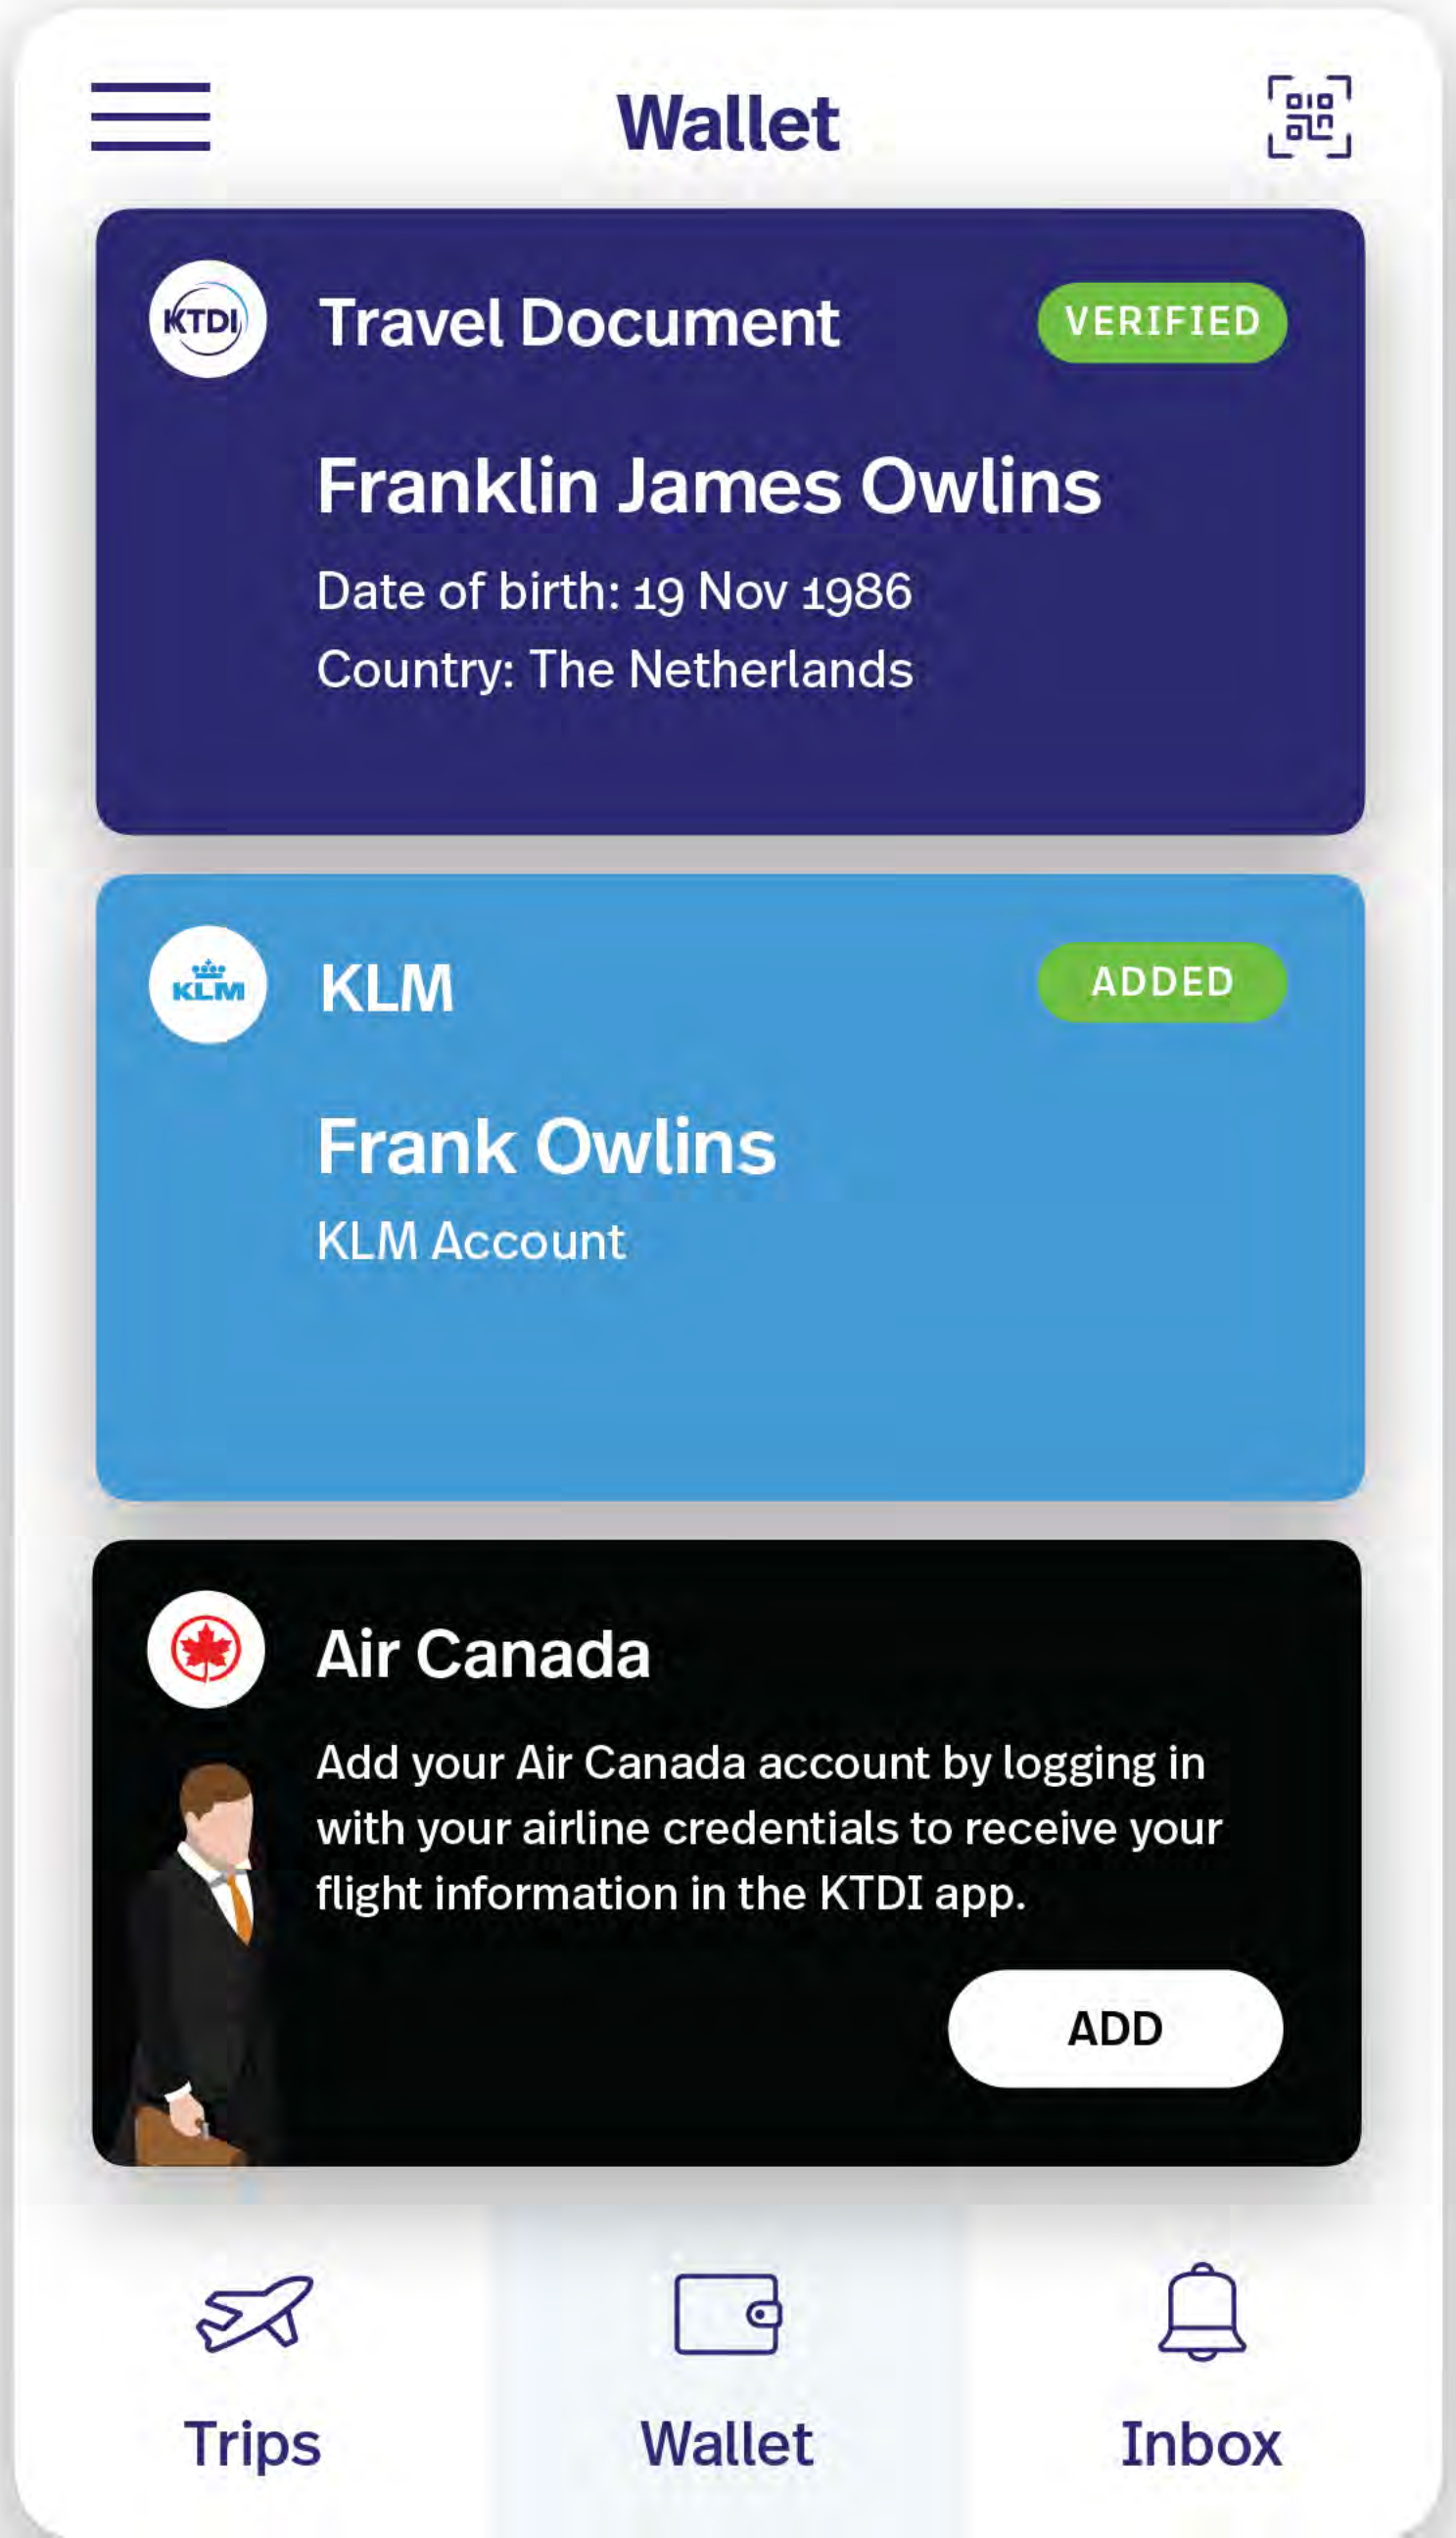 Wallet
KTDI
Travel Document
VERIFIED
Franklin James Owlins
Date of birth: 19 Nov 1986
Country: The Netherlands
KLM
KLM
ADDED
Frank Owlins
KLM Account
Air Canada
Add your Air Canada account by logging in
with your airline credentials to receive your
flight information in the KTDI app.
ADD
Trips
Wallet
Inbox